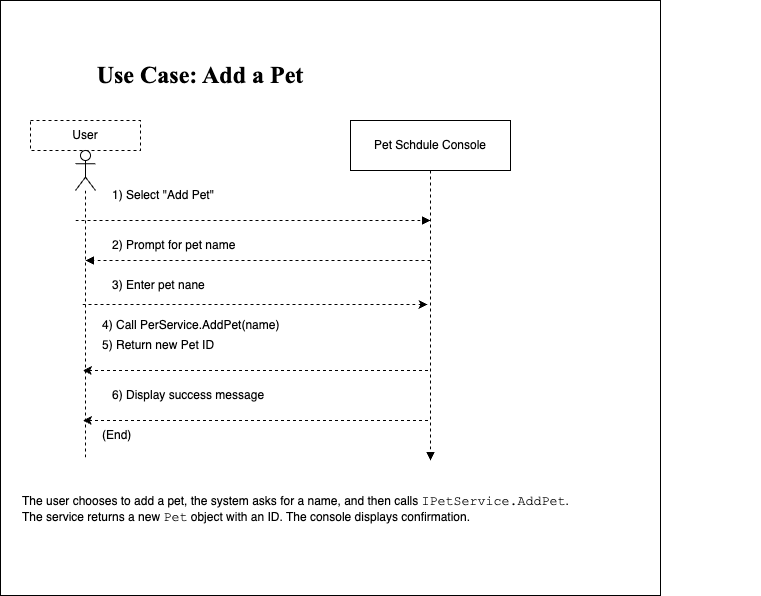 Use Case: Add a Pet
User
Pet Schdule Console
1) Select "Add Pet"
2) Prompt for pet name
3) Enter pet nane
4) Call PerService.AddPet(name)
5) Return new Pet ID
6) Display success message
(End)
The user chooses to add a pet, the system asks for a name, and then calls IPetService.AddPet.
The service returns a new Pet object with an ID. The console displays confirmation.